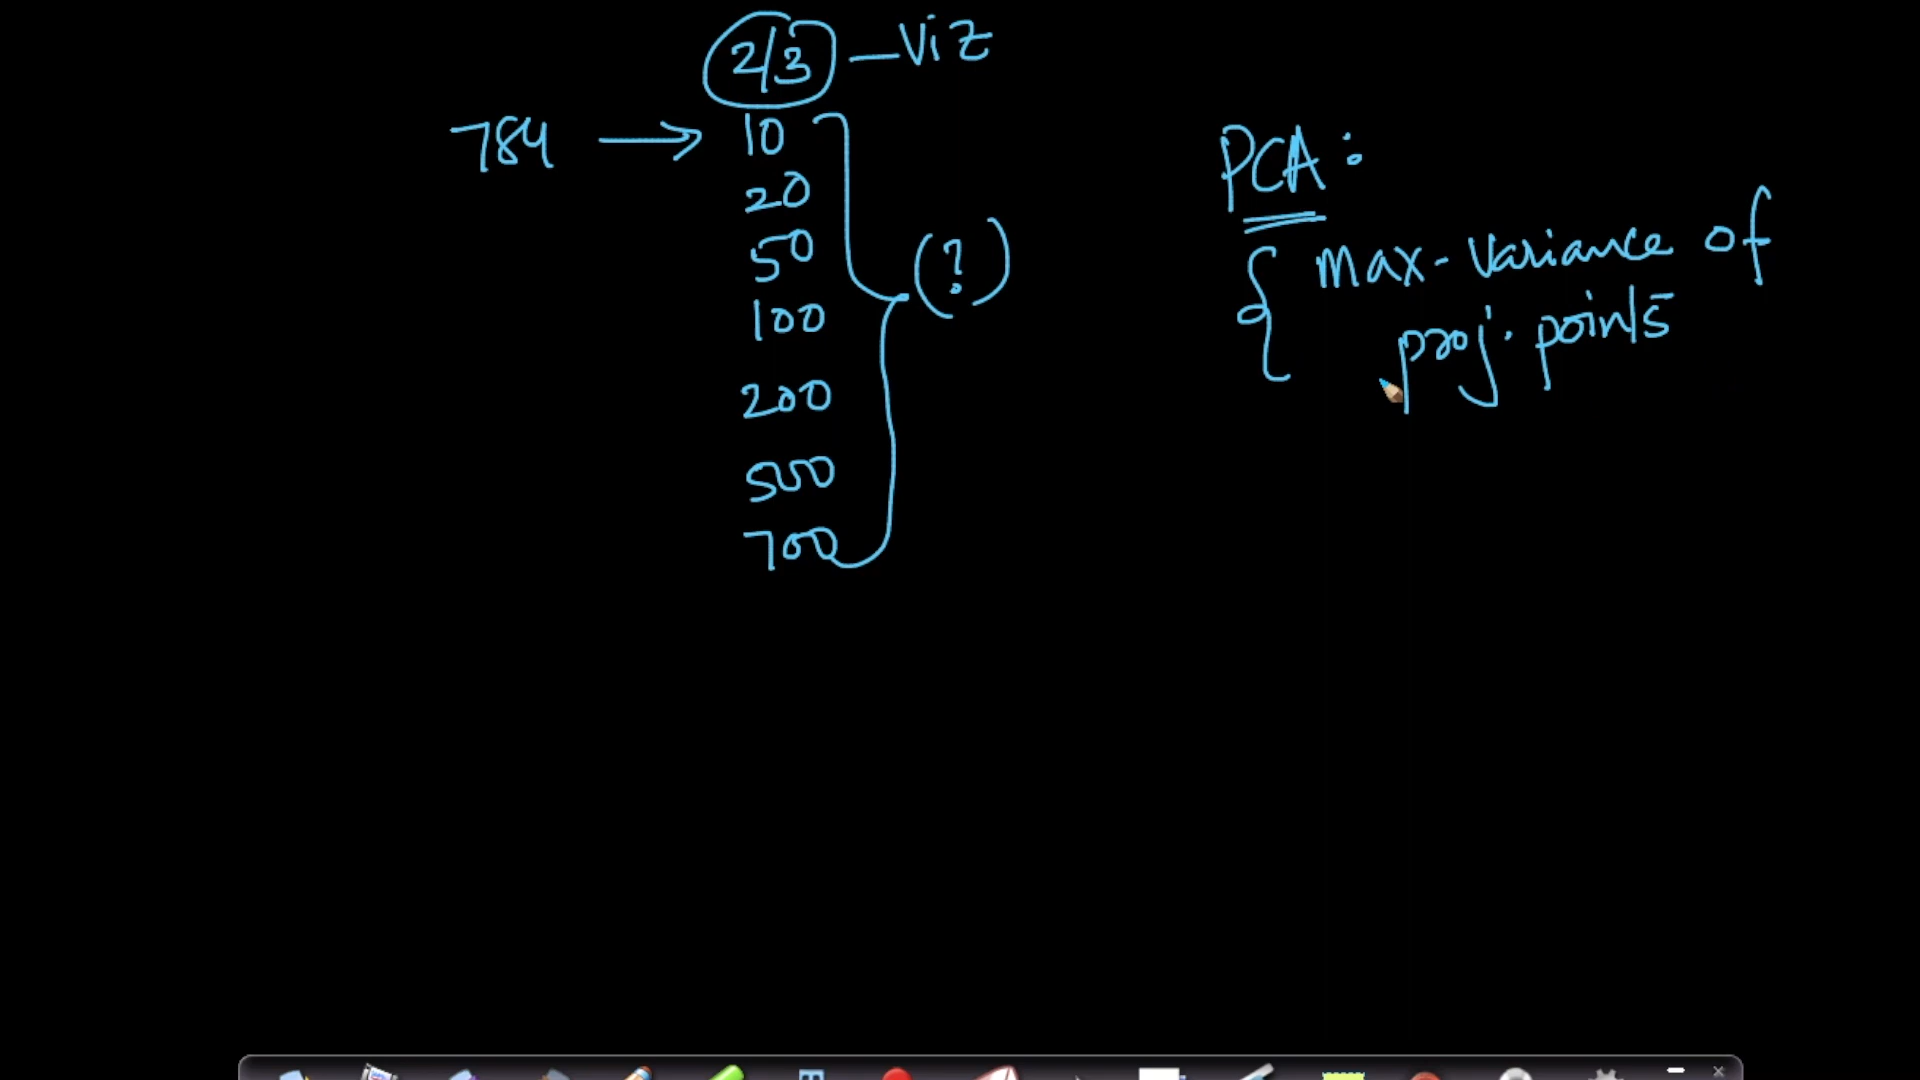 2/3 – Viz
784 → 10
20
50
100
200
500
700
(?)
PCA:
{ max-variance of
proj. points